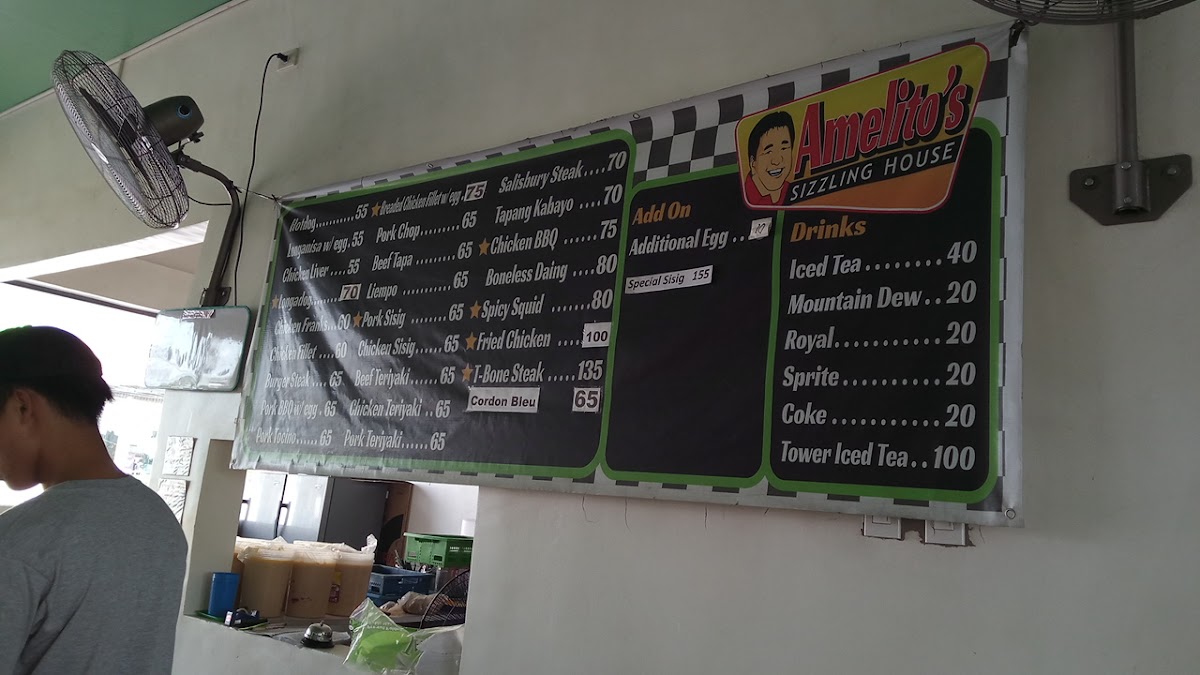 Amelito's
SIZZLING HOUSE
Hotdog............55
Longanisa w/ egg.55
Chicken Liver.....55
Longadog.........70
Chicken Franks...60
Chicken Fillet....60
Burger Steak....65
Pork BBQ w/ egg.65
Pork Tocino......65
Breaded Chicken Fillet w/ egg.75
Pork Chop.........65
Beef Tapa.........65
Liempo...........65
Pork Sisig.......65
Chicken Sisig......65
Beef Teriyaki......65
Chicken Teriyaki..65
Pork Teriyaki......65
Salisbury Steak....70
Tapang Kabayo....70
Chicken BBQ......75
Boneless Daing....80
Spicy Squid......80
Fried Chicken....100
T-Bone Steak.....135
Cordon Bleu 65
Add On
Additional Egg..10
Special Sisig 155
Drinks
Iced Tea........40
Mountain Dew..20
Royal...........20
Sprite..........20
Coke...........20
Tower Iced Tea..100